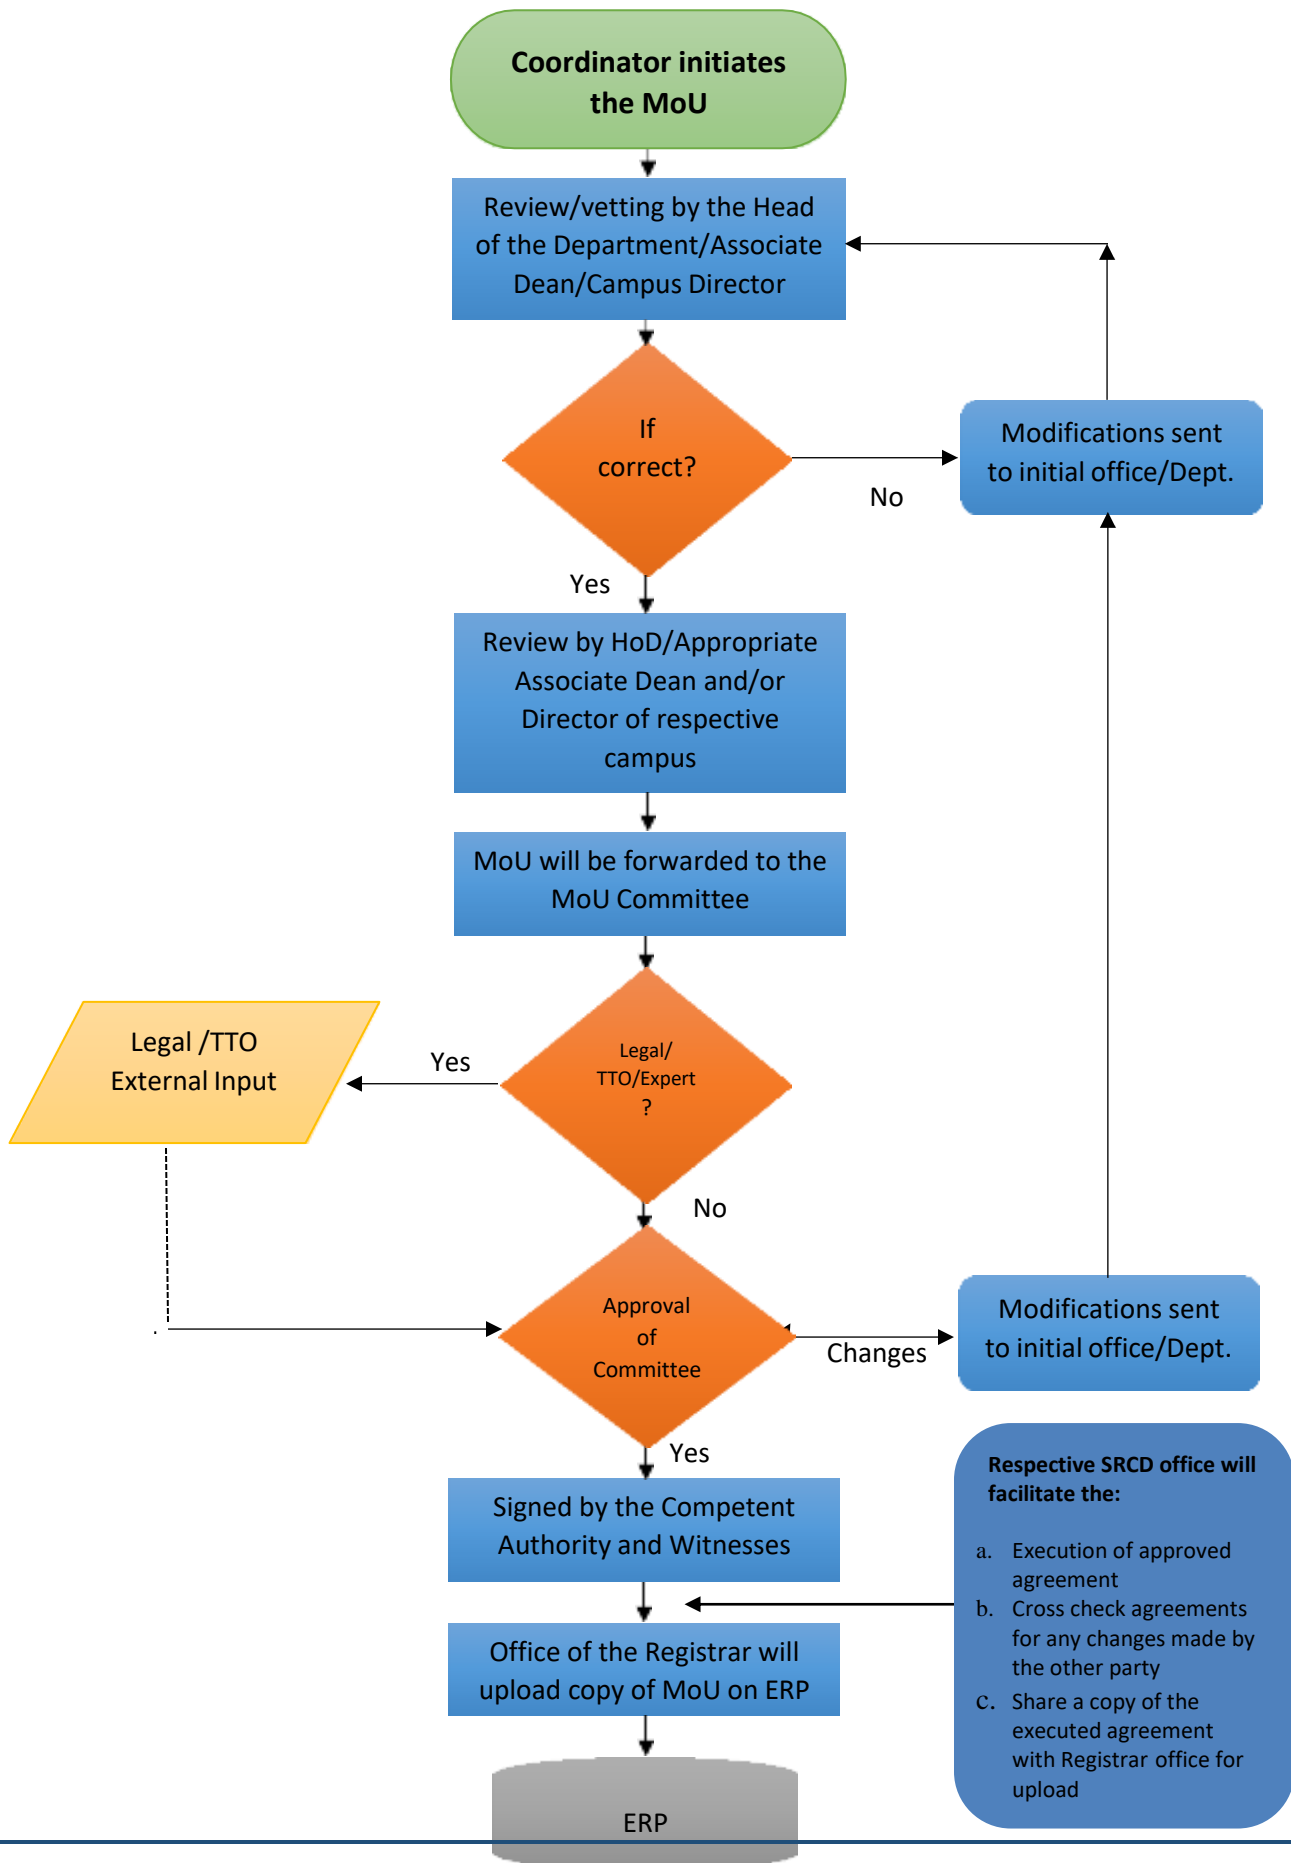 Coordinator initiates
the MoU
Review/vetting by the Head
of the Department/Associate
Dean/Campus Director
If
correct?
No
Modifications sent
to initial office/Dept.
Yes
Review by HoD/Appropriate
Associate Dean and/or
Director of respective
campus
MoU will be forwarded to the
MoU Committee
Legal /TTO
External Input
Yes
Legal/
TTO/Expert
?
No
Approval
of
Committee
Changes
Modifications sent
to initial office/Dept.
.
Yes
Signed by the Competent
Authority and Witnesses
Respective SRCD office will
facilitate the:
a. Execution of approved
agreement
b. Cross check agreements
for any changes made by
the other party
c. Share a copy of the
executed agreement
with Registrar office for
upload
Office of the Registrar will
upload copy of MoU on ERP
ERP